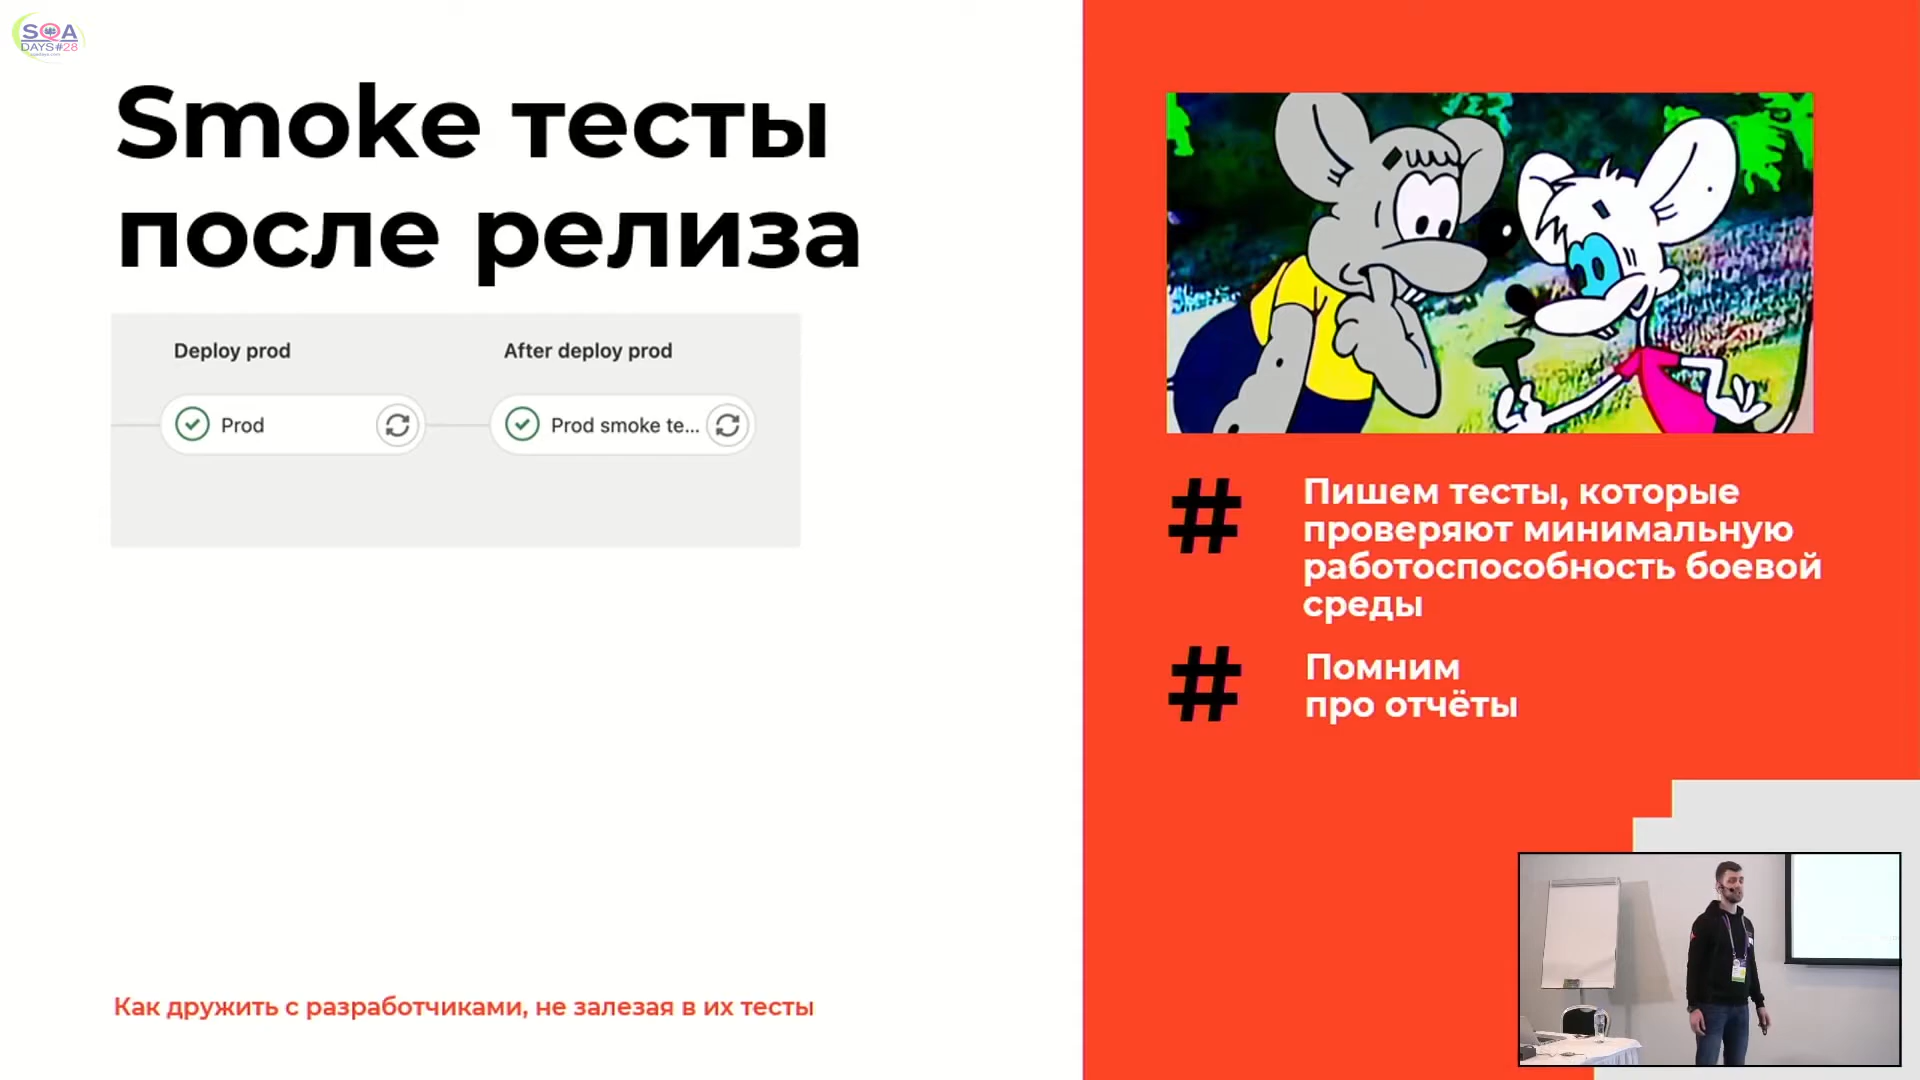 SQA
DAYS#28
Smoke тесты
после релиза
Deploy prod
After deploy prod
Prod
Prod smoke te...
#
Пишем тесты, которые
проверяют минимальную
работоспособность боевой
среды
#
Помним
про отчёты
Как дружить с разработчиками, не залезая в их тесты